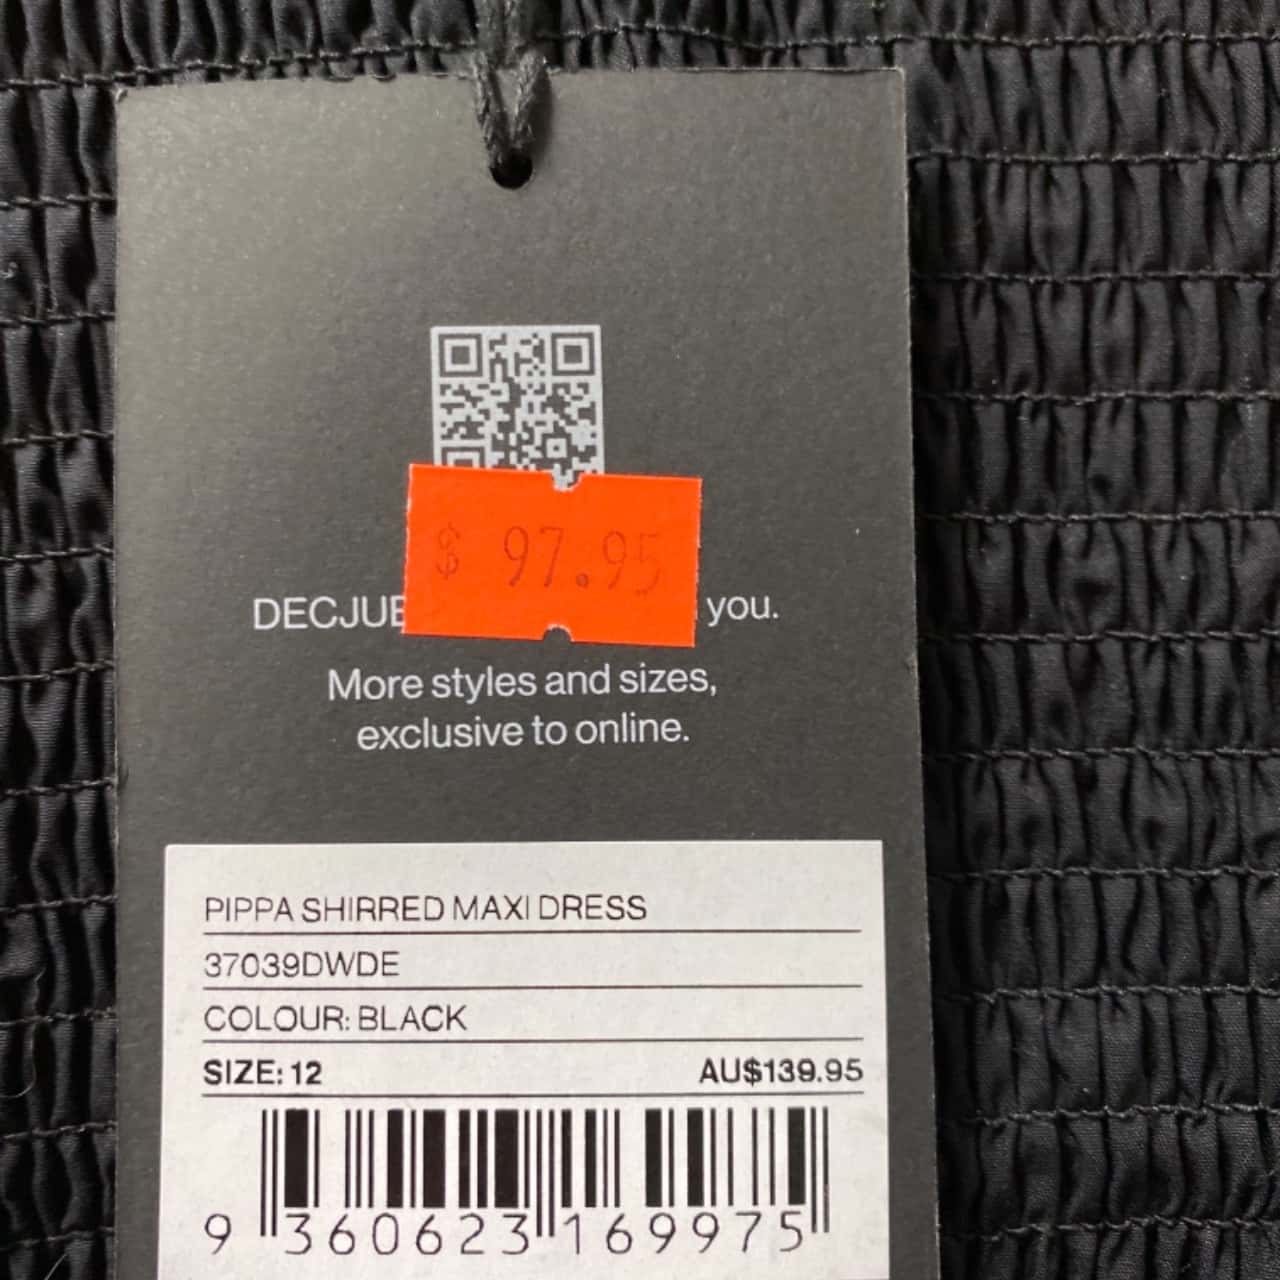 $ 97.95
DECJUB you.
More styles and sizes,
exclusive to online.
PIPPA SHIRRED MAXI DRESS
37039DWDE
COLOUR: BLACK
SIZE: 12 AU$139.95
9 360623 169975